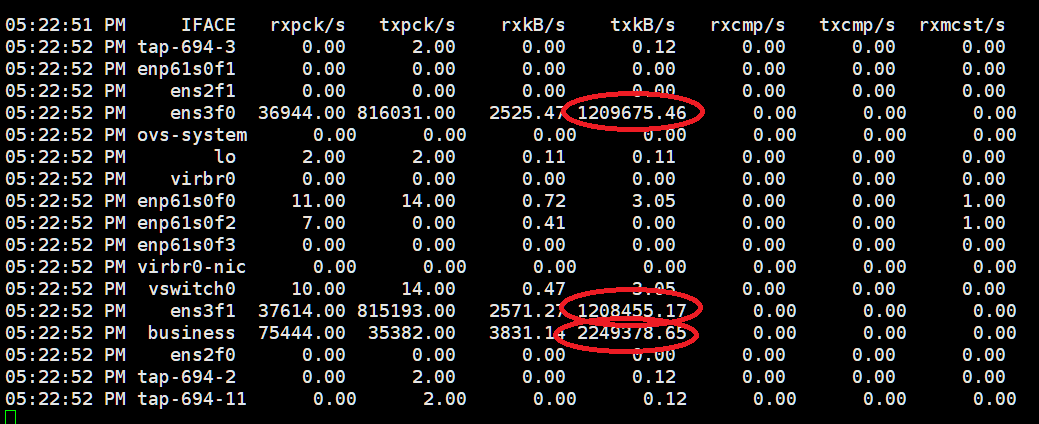 05:22:51 PM IFACE rxpck/s txpck/s rxkB/s txkB/s rxcmp/s txcmp/s rxmcst/s
05:22:52 PM tap-694-3 0.00 2.00 0.00 0.12 0.00 0.00 0.00
05:22:52 PM enp61s0f1 0.00 0.00 0.00 0.00 0.00 0.00 0.00
05:22:52 PM ens2f1 0.00 0.00 0.00 0.00 0.00 0.00 0.00
05:22:52 PM ens3f0 36944.00 816031.00 2525.47 1209675.46 0.00 0.00 0.00
05:22:52 PM ovs-system 0.00 0.00 0.00 0.00 0.00 0.00 0.00
05:22:52 PM lo 2.00 2.00 0.11 0.11 0.00 0.00 0.00
05:22:52 PM virbr0 0.00 0.00 0.00 0.00 0.00 0.00 0.00
05:22:52 PM enp61s0f0 11.00 14.00 0.72 3.05 0.00 0.00 1.00
05:22:52 PM enp61s0f2 7.00 0.00 0.41 0.00 0.00 0.00 1.00
05:22:52 PM enp61s0f3 0.00 0.00 0.00 0.00 0.00 0.00 0.00
05:22:52 PM virbr0-nic 0.00 0.00 0.00 0.00 0.00 0.00 0.00
05:22:52 PM vswitch0 10.00 14.00 0.47 3.05 0.00 0.00 0.00
05:22:52 PM ens3f1 37614.00 815193.00 2571.27 1208455.17 0.00 0.00 0.00
05:22:52 PM business 75444.00 35382.00 3831.14 2249378.65 0.00 0.00 0.00
05:22:52 PM ens2f0 0.00 0.00 0.00 0.00 0.00 0.00 0.00
05:22:52 PM tap-694-2 0.00 2.00 0.00 0.12 0.00 0.00 0.00
05:22:52 PM tap-694-11 0.00 2.00 0.00 0.12 0.00 0.00 0.00